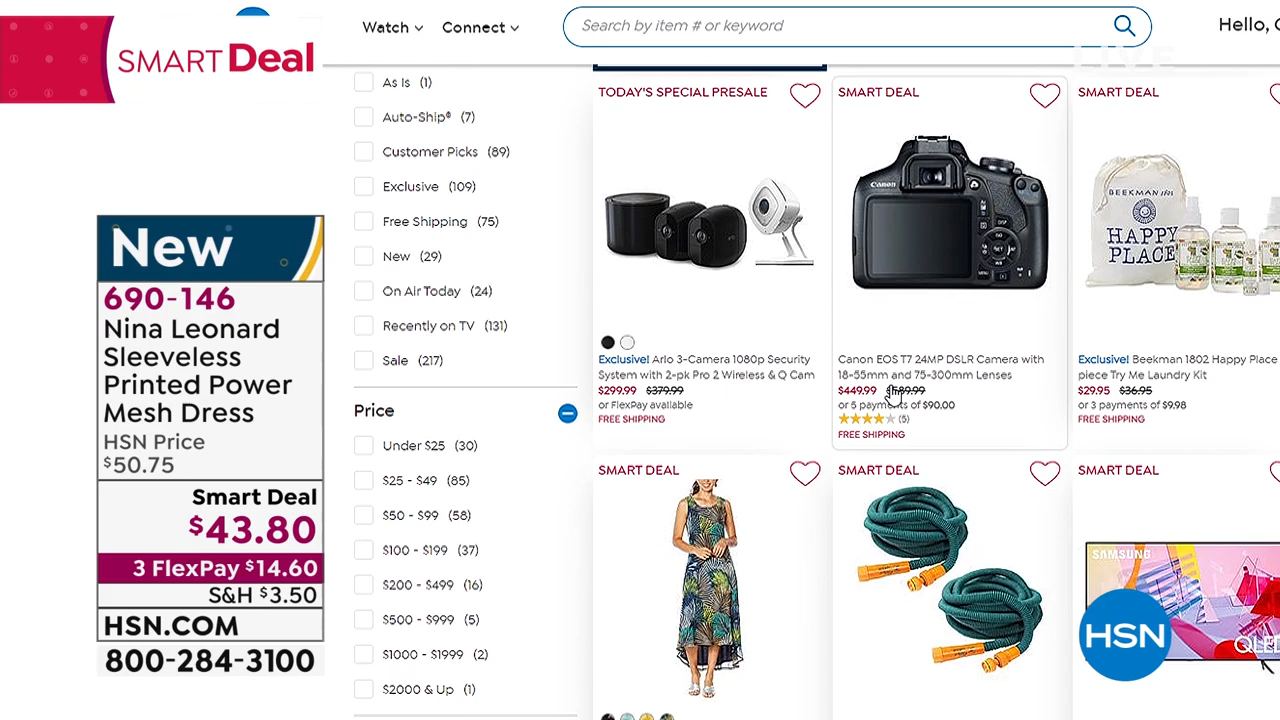 SMART Deal
New
690-146
Nina Leonard
Sleeveless
Printed Power
Mesh Dress
HSN Price
$50.75
Smart Deal
$43.80
3 FlexPay $14.60
S&H $3.50
HSN.COM
800-284-3100
Watch
Connect
Search by item # or keyword
Hello,
LIVE
As Is (1)
Auto-Ship® (7)
Customer Picks (89)
Exclusive (109)
Free Shipping (75)
New (29)
On Air Today (24)
Recently on TV (131)
Sale (217)
Price
Under $25 (30)
$25 - $49 (85)
$50 - $99 (58)
$100 - $199 (37)
$200 - $499 (16)
$500 - $999 (5)
$1000 - $1999 (2)
$2000 & Up (1)
TODAY'S SPECIAL PRESALE
Exclusive! Arlo 3-Camera 1080p Security
System with 2-pk Pro 2 Wireless & Q Cam
$299.99 $379.99
or FlexPay available
FREE SHIPPING
SMART DEAL
Canon
Canon EOS T7 24MP DSLR Camera with
18-55mm and 75-300mm Lenses
$449.99
or 5 payments of $90.00
(5)
FREE SHIPPING
SMART DEAL
BEEKMAN 1802
HAPPY
PLACE
Exclusive! Beekman 1802 Happy Place
piece Try Me Laundry Kit
$29.95 $36.95
or 3 payments of $9.98
FREE SHIPPING
SMART DEAL
SMART DEAL
SMART DEAL
SAMSUNG
QLE
HSN